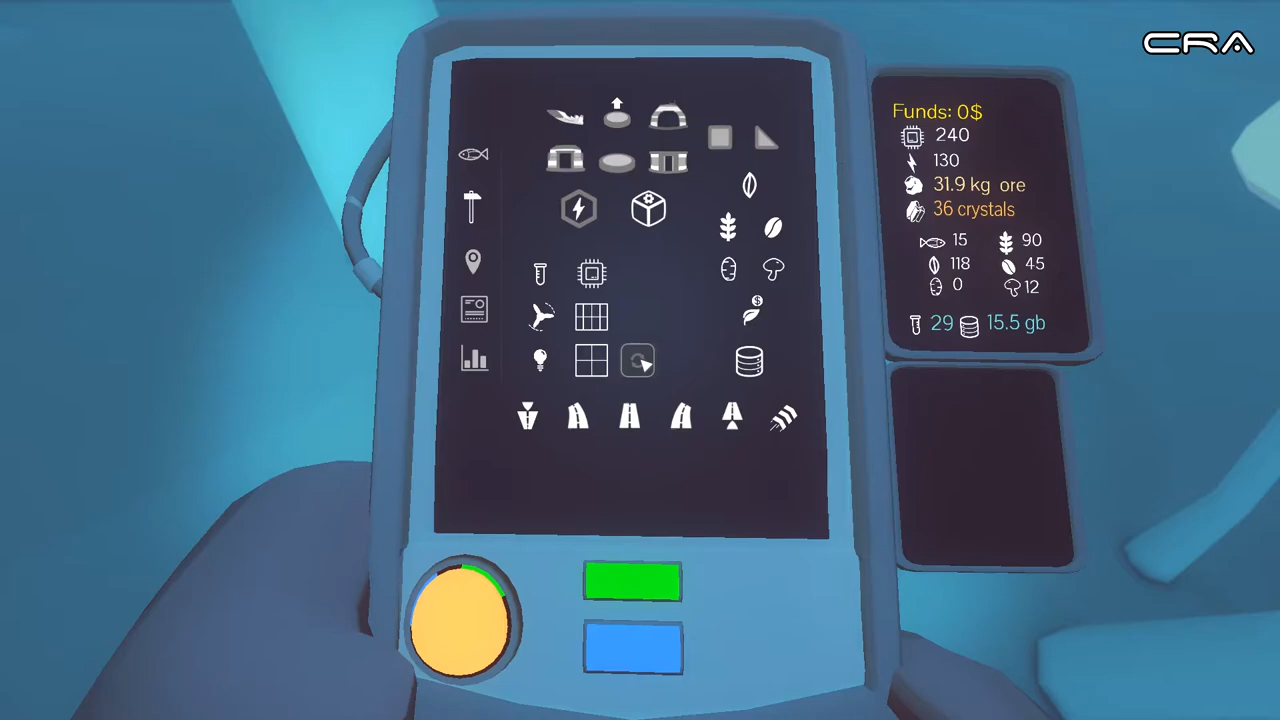 CRA
Funds: 0$
240
130
31.9 kg ore
36 crystals
15 90
118 45
0 12
29 15.5 gb